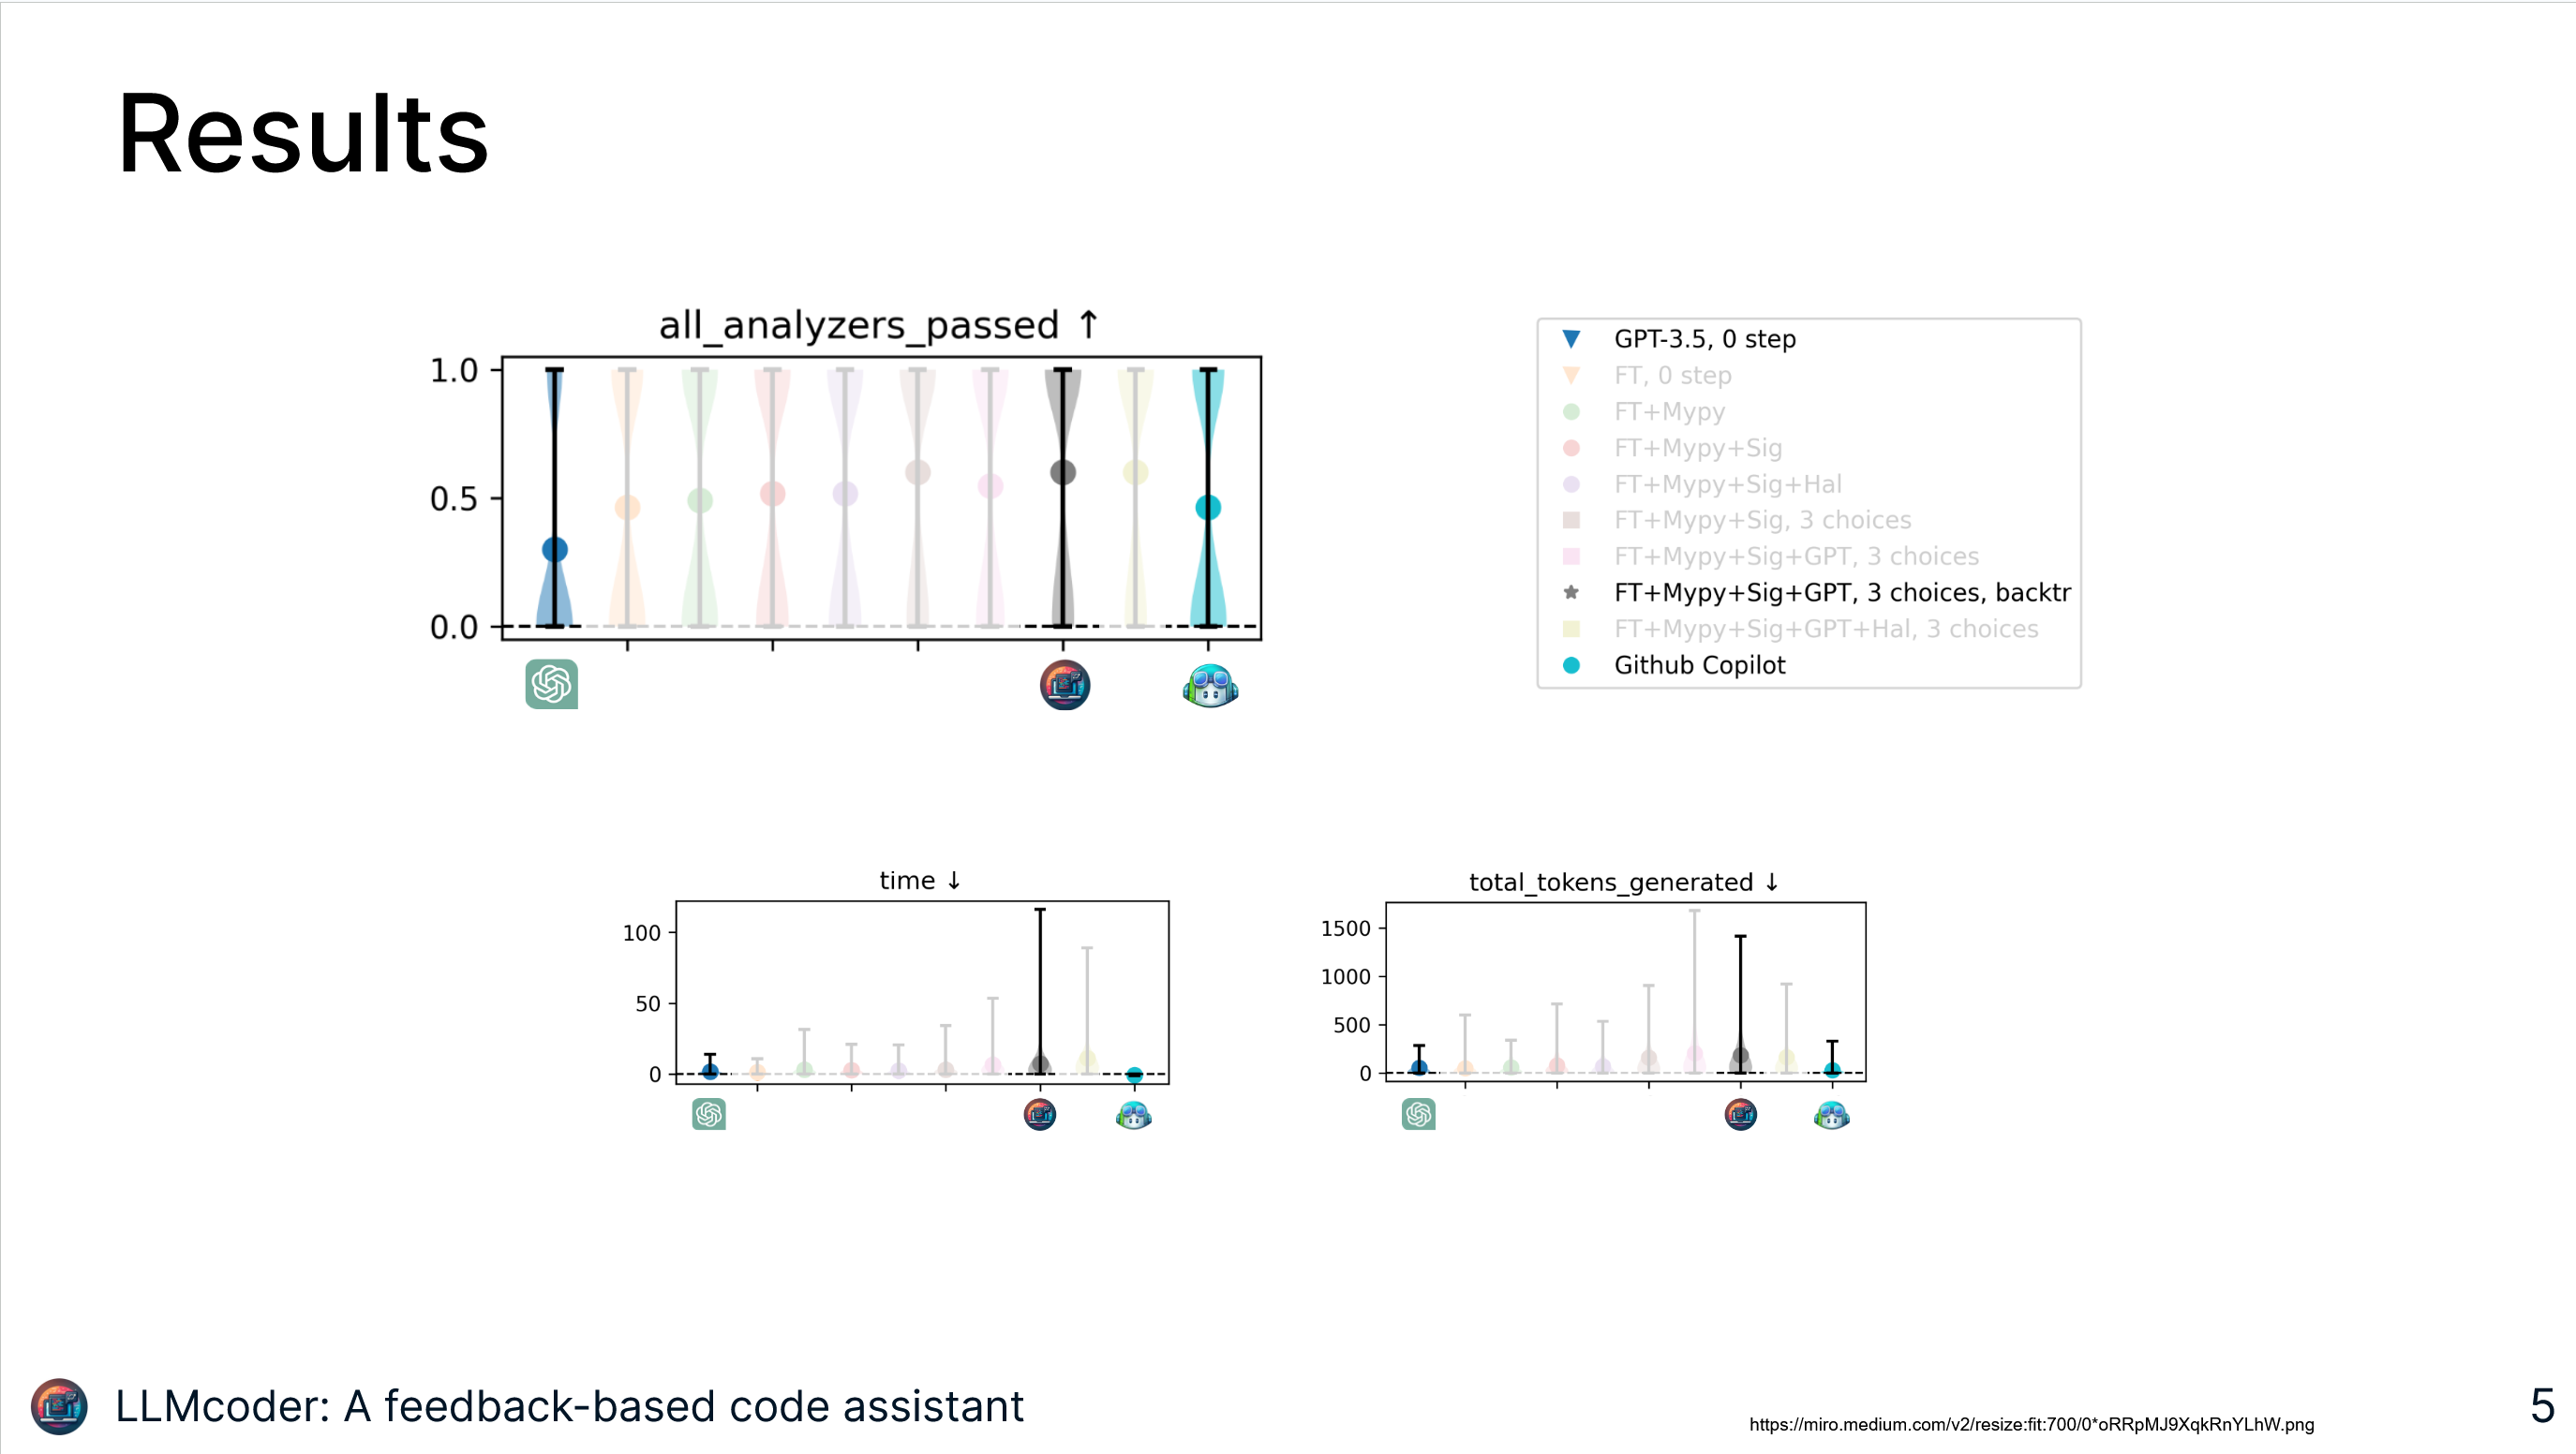 Results
all_analyzers_passed ↑
1.0
0.5
0.0
GPT-3.5, 0 step
FT, 0 step
FT+Mypy
FT+Mypy+Sig
FT+Mypy+Sig+Hal
FT+Mypy+Sig, 3 choices
FT+Mypy+Sig+GPT, 3 choices
FT+Mypy+Sig+GPT, 3 choices, backtr
FT+Mypy+Sig+GPT+Hal, 3 choices
Github Copilot
time ↓
100
50
0
total_tokens_generated ↓
1500
1000
500
0
LLMcoder: A feedback-based code assistant
https://miro.medium.com/v2/resize:fit:700/0*oRRpMJ9XqkRnYLhW.png
5